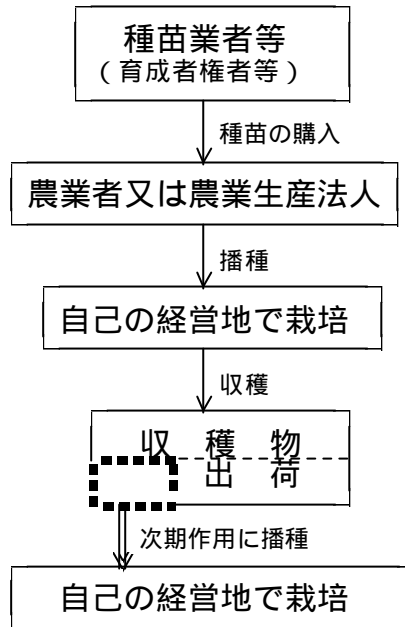 種苗業者等
（育成者権者等）
種苗の購入
農業者又は農業生産法人
播種
自己の経営地で栽培
収穫
収穫物
出荷
次期作用に播種
自己の経営地で栽培